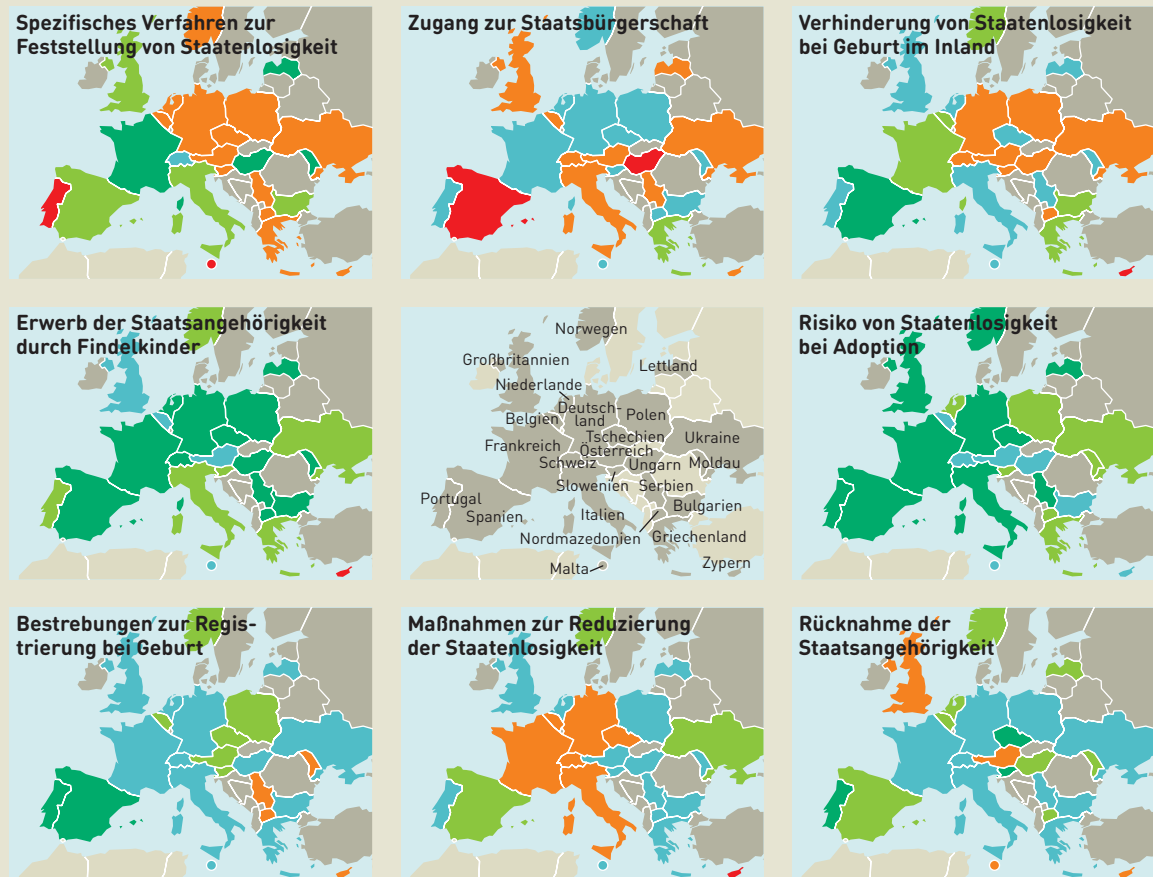 Spezifisches Verfahren zur
Feststellung von Staatenlosigkeit
Zugang zur Staatsbürgerschaft
Verhinderung von Staatenlosigkeit
bei Geburt im Inland
Erwerb der Staatsangehörigkeit
durch Findelkinder
Norwegen
Großbritannien
Lettland
Niederlande
Deutsch-
land
Belgien
Polen
Tschechien
Ukraine
Frankreich
Österreich
Schweiz
Ungarn
Moldau
Slowenien
Serbien
Portugal
Spanien
Italien
Bulgarien
Nordmazedonien
Griechenland
Malta
Zypern
Risiko von Staatenlosigkeit
bei Adoption
Bestrebungen zur Regis-
trierung bei Geburt
Maßnahmen zur Reduzierung
der Staatenlosigkeit
Rücknahme der
Staatsangehörigkeit